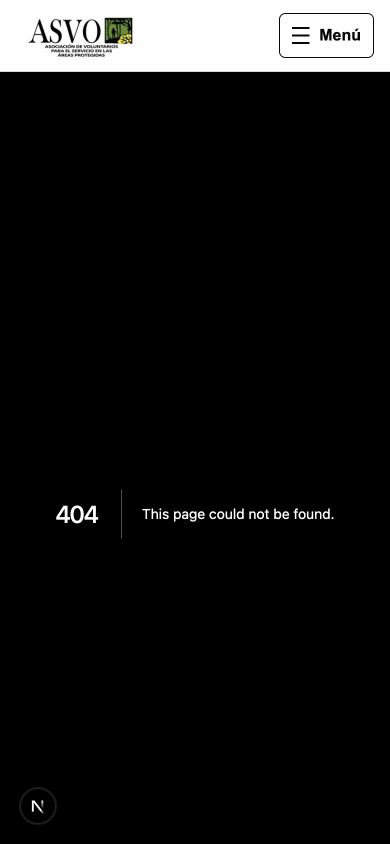 ASVO
ASOCIACIÓN DE VOLUNTARIOS
PARA EL SERVICIO EN LAS
ÁREAS PROTEGIDAS
Menú
404
This page could not be found.
N